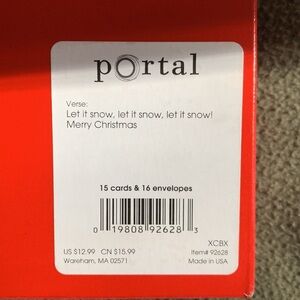 portal
Verse:
Let it snow, let it snow, let it snow!
Merry Christmas
15 cards & 16 envelopes
0 19808 92628 3
XCBX
US $12.99 CN $15.99 Item# 92628
Wareham, MA 02571 Made in USA